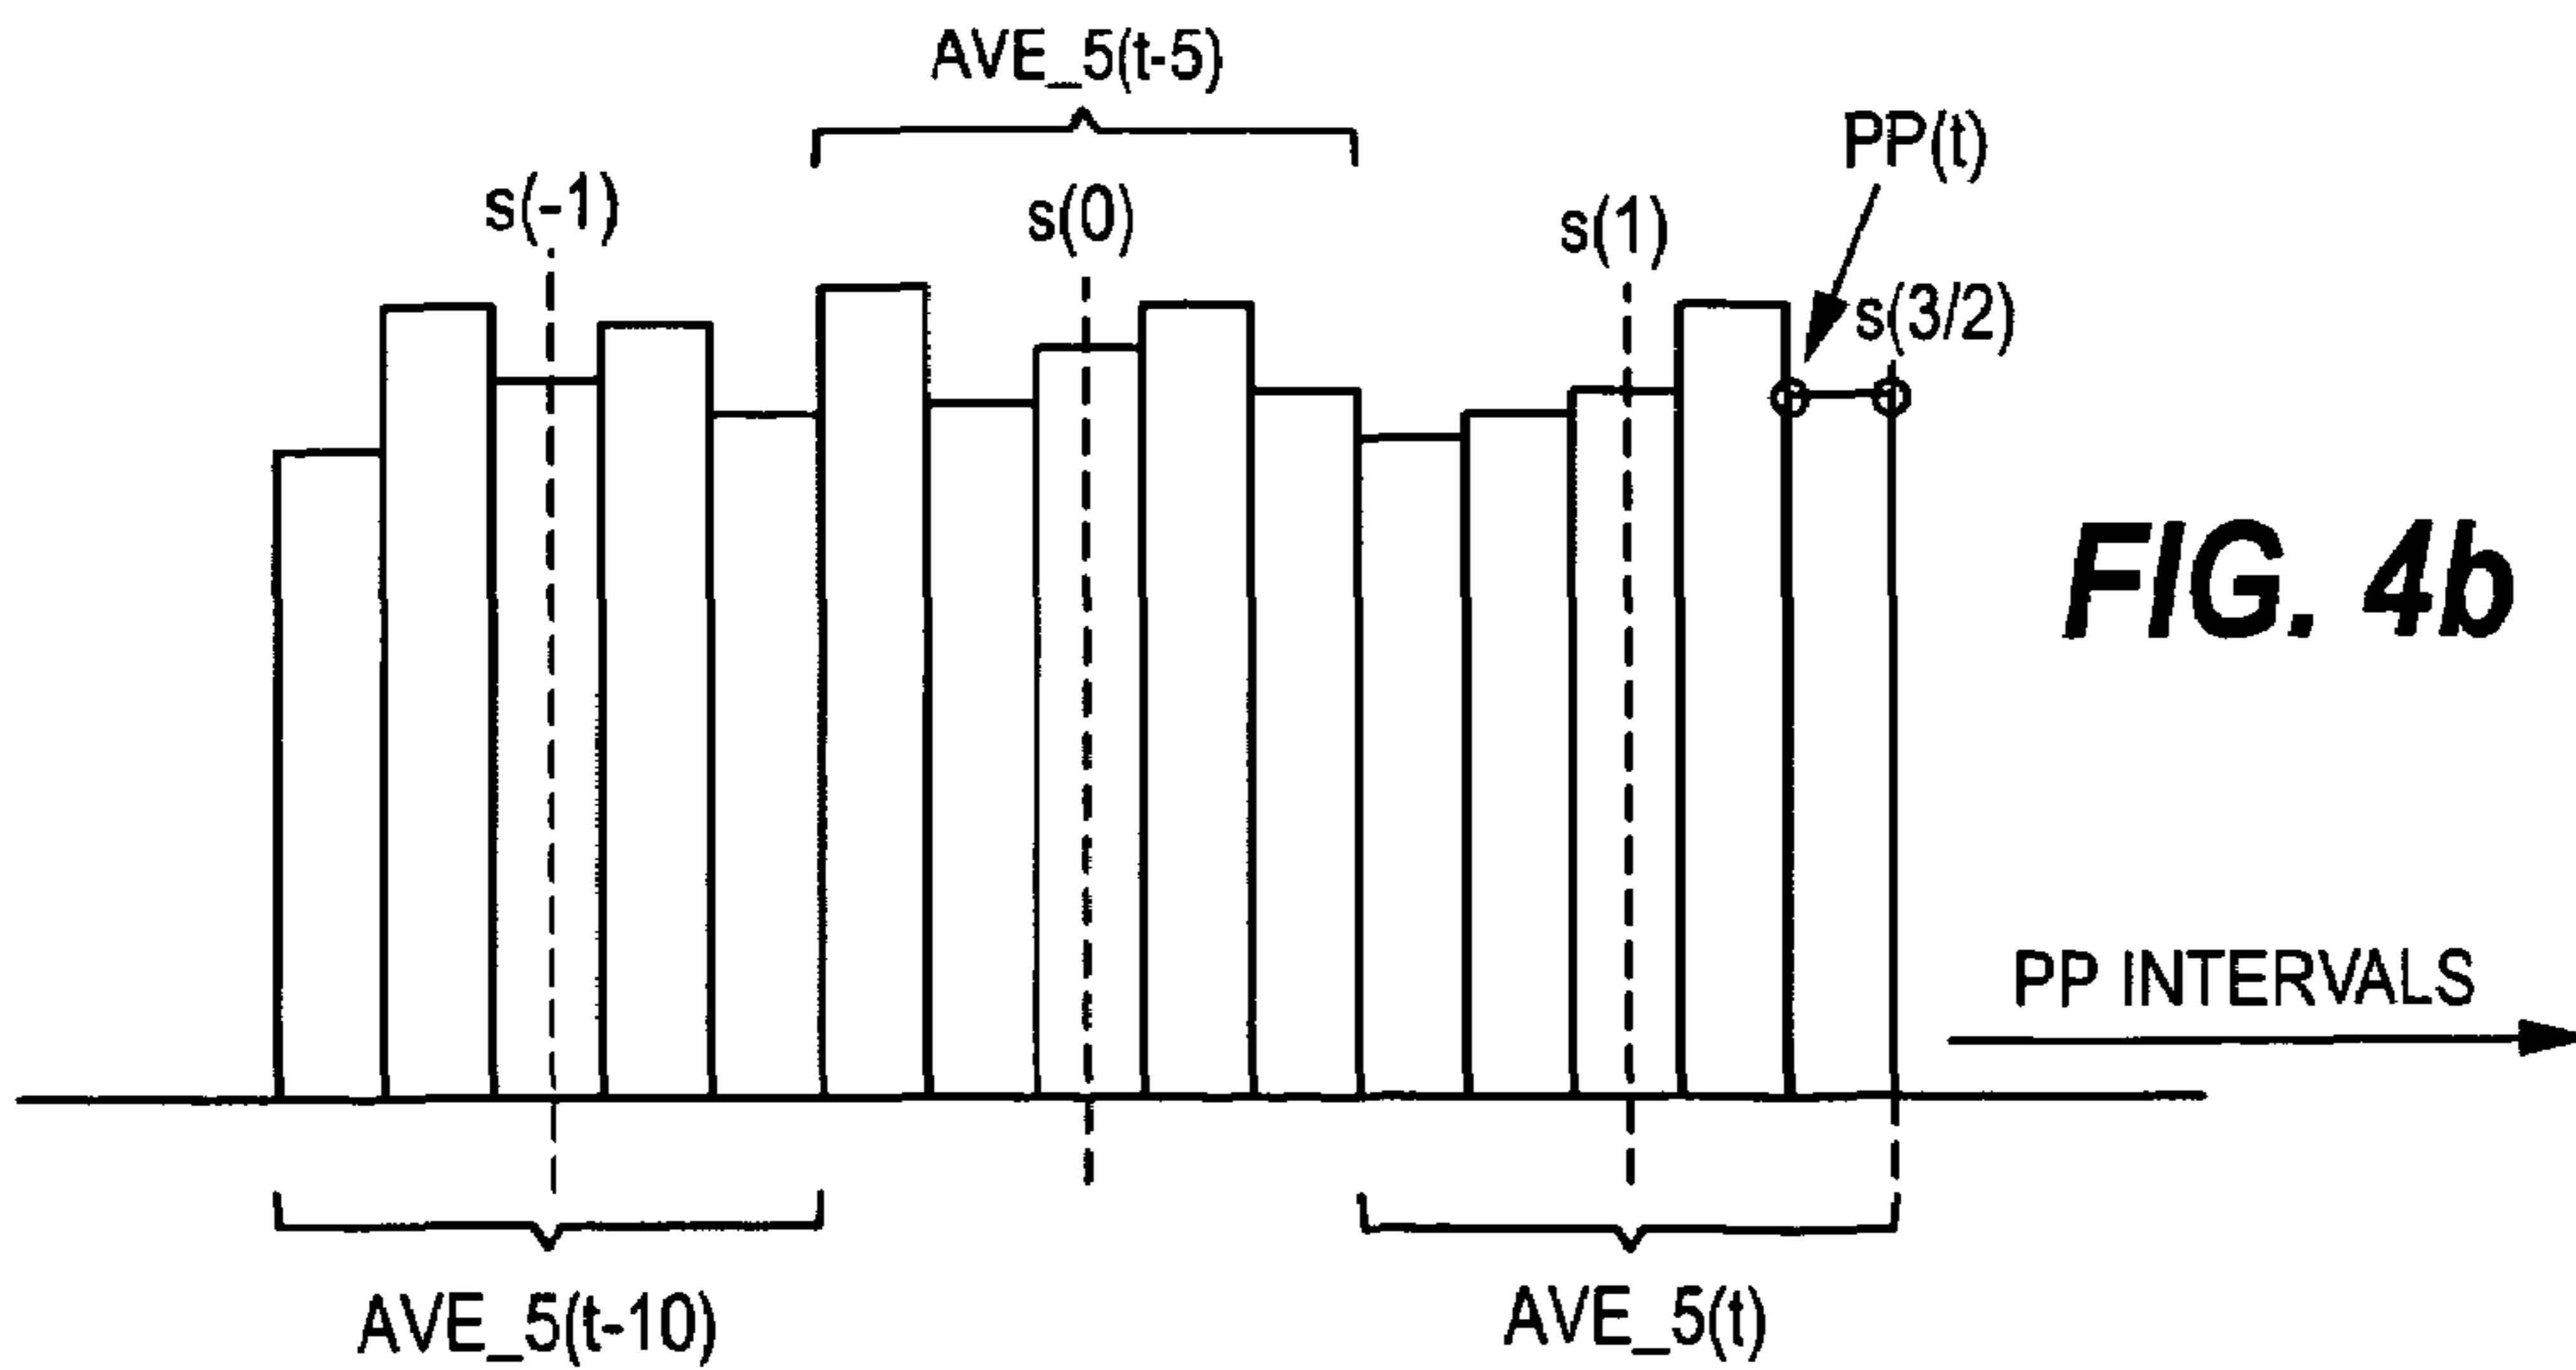 AVE_5(t-5)
PP(t)
s(-1)
s(0)
s(1)
s(3/2)
FIG. 4b
PP INTERVALS
AVE_5(t-10)
AVE_5(t)